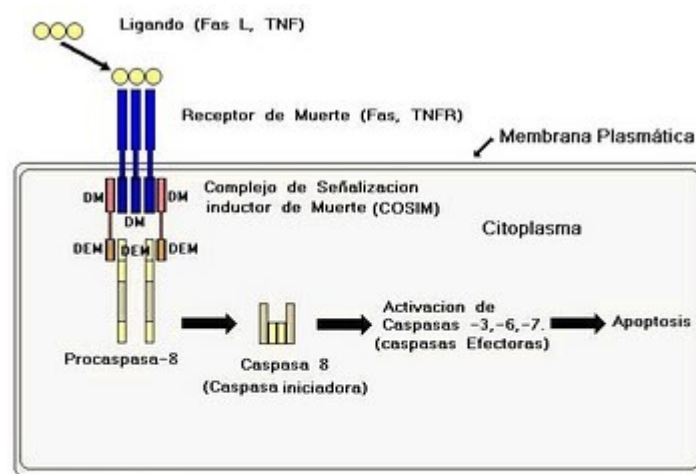 Ligando (Fas L, TNF)
Receptor de Muerte (Fas, TNFR)
Membrana Plasmática
DM
DM
DM
Complejo de Señalizacion
inductor de Muerte (COSIM)
Citoplasma
DEM
DEM
DEM
Procaspasa-8
Caspasa 8
(Caspasa iniciadora)
Activacion de
Caspasas -3,-6,-7.
(caspasas Efectoras)
Apoptosis